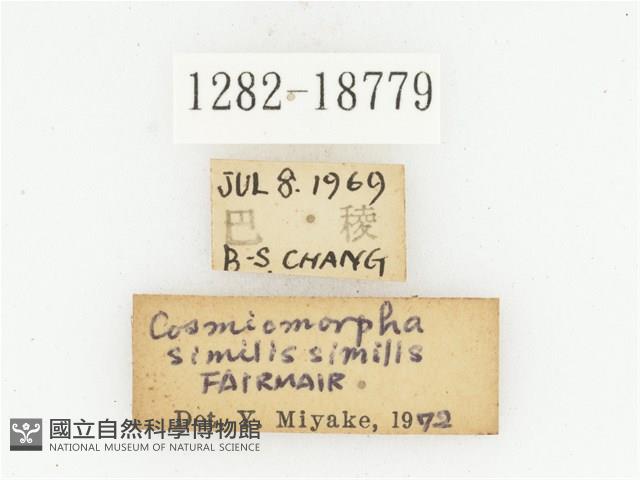 1282-18779
JUL 8. 1969
巴 稜
B-S. CHANG
Cosmiomorpha
similis similis
FAIRMAIR.
Det. Y. Miyake, 1972
國立自然科學博物館
NATIONAL MUSEUM OF NATURAL SCIENCE